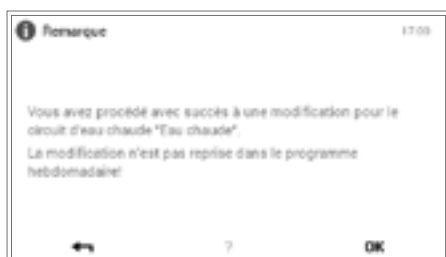 Remarque
17:09
Vous avez procédé avec succès à une modification pour le
circuit d'eau chaude "Eau chaude".
La modification n'est pas reprise dans le programme
hebdomadaire!
?
OK